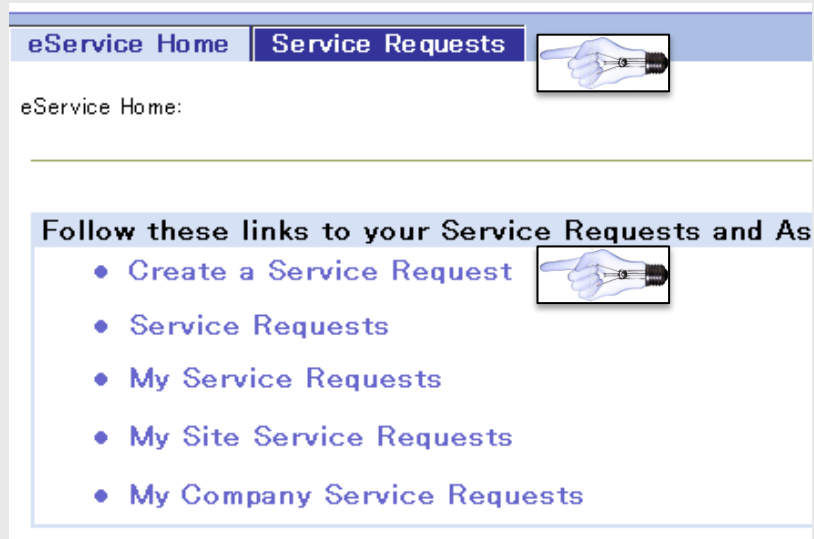 eService Home Service Requests
eService Home:
Follow these links to your Service Requests and As
• Create a Service Request
• Service Requests
• My Service Requests
• My Site Service Requests
• My Company Service Requests